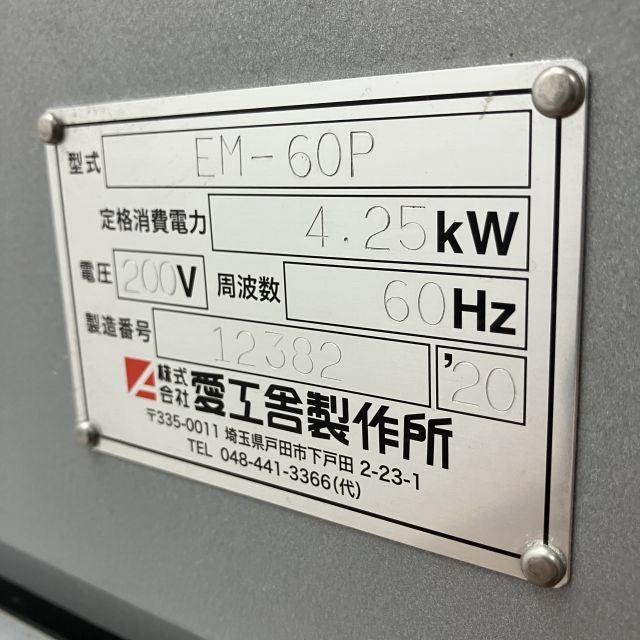 型式 EM-60P
定格消費電力 4.25kW
電圧 200V 周波数 60Hz
製造番号 12382 '20
株式会社 愛工舎製作所
〒335-0011 埼玉県戸田市下戸田 2-23-1
TEL 048-441-3366(代)